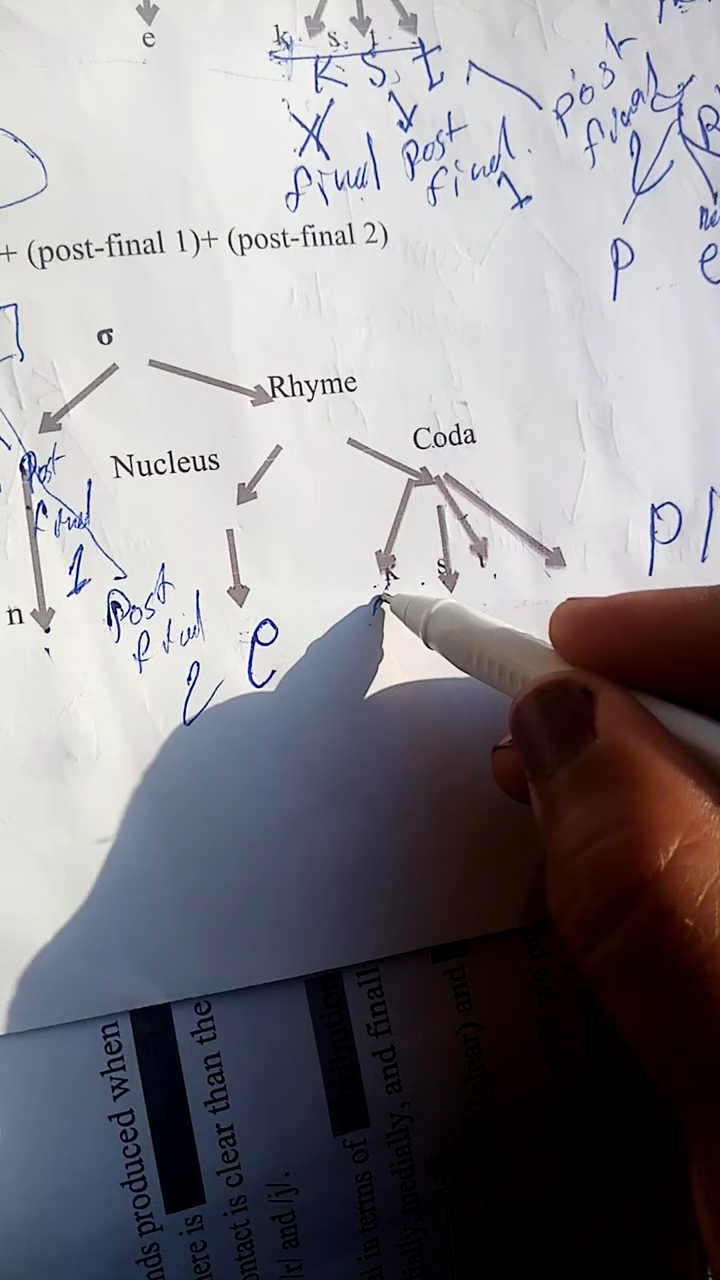 e
k s t
k s t
final Post final 1 Post final 2
P e
+ (post-final 1)+ (post-final 2)
σ
Rhyme
Nucleus Coda
Post final 1
k s t
P
n Post final 2 e
nds produced when
here is
ontact is clear than the
/r/ and /j/.
l in terms of
ially, medially, and finall
(clear) and